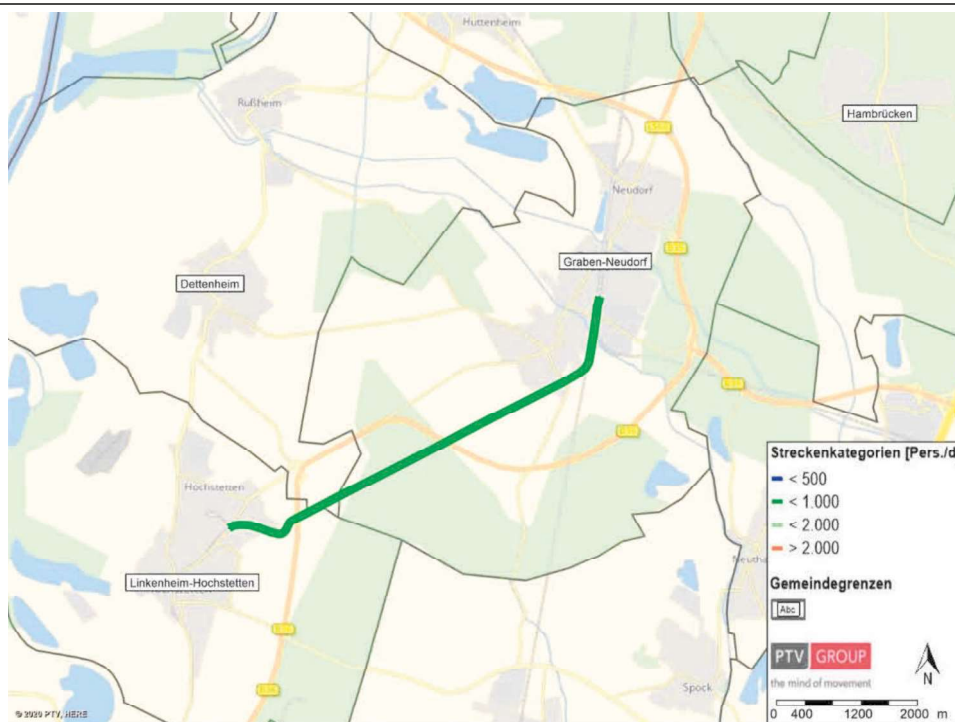 Huttenheim
Rußheim
Hambrücken
Neudorf
Graben-Neudorf
Dettenheim
Hochstetten
Linkenheim-Hochstetten
Spöck
Streckenkategorien [Pers./d
< 500
< 1.000
< 2.000
> 2.000
Gemeindegrenzen
Abc
PTV GROUP
the mind of movement
N
0 400 1200 2000 m
© 2020 PTV, HERE